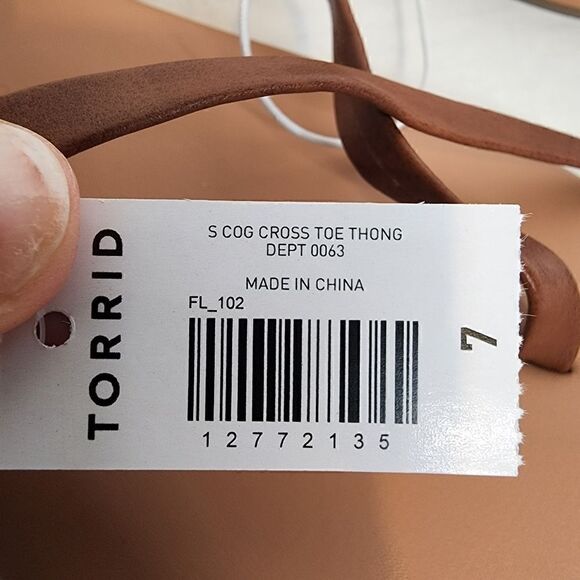 TORRID
S COG CROSS TOE THONG
DEPT 0063
MADE IN CHINA
FL_102
12772135
7